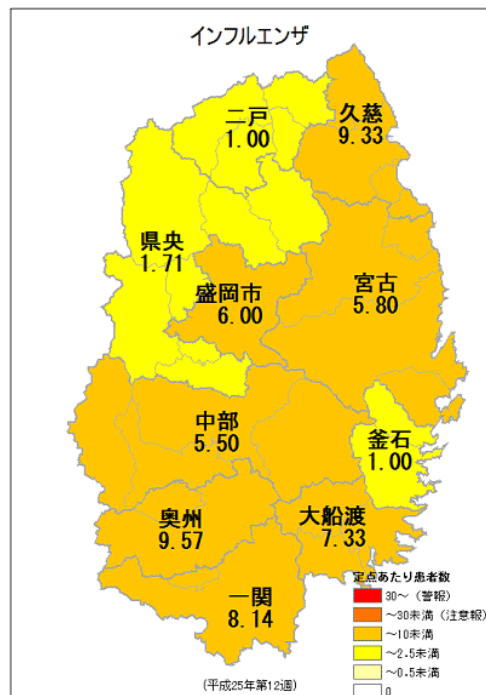 インフルエンザ
二戸
1.00
久慈
9.33
県央
1.71
盛岡市
6.00
宮古
5.80
中部
5.50
釜石
1.00
奥州
9.57
大船渡
7.33
一関
8.14
定点あたり患者数
30～（警報）
～30未満（注意報）
～10未満
～2.5未満
～0.5未満
0
(平成25年第12週)